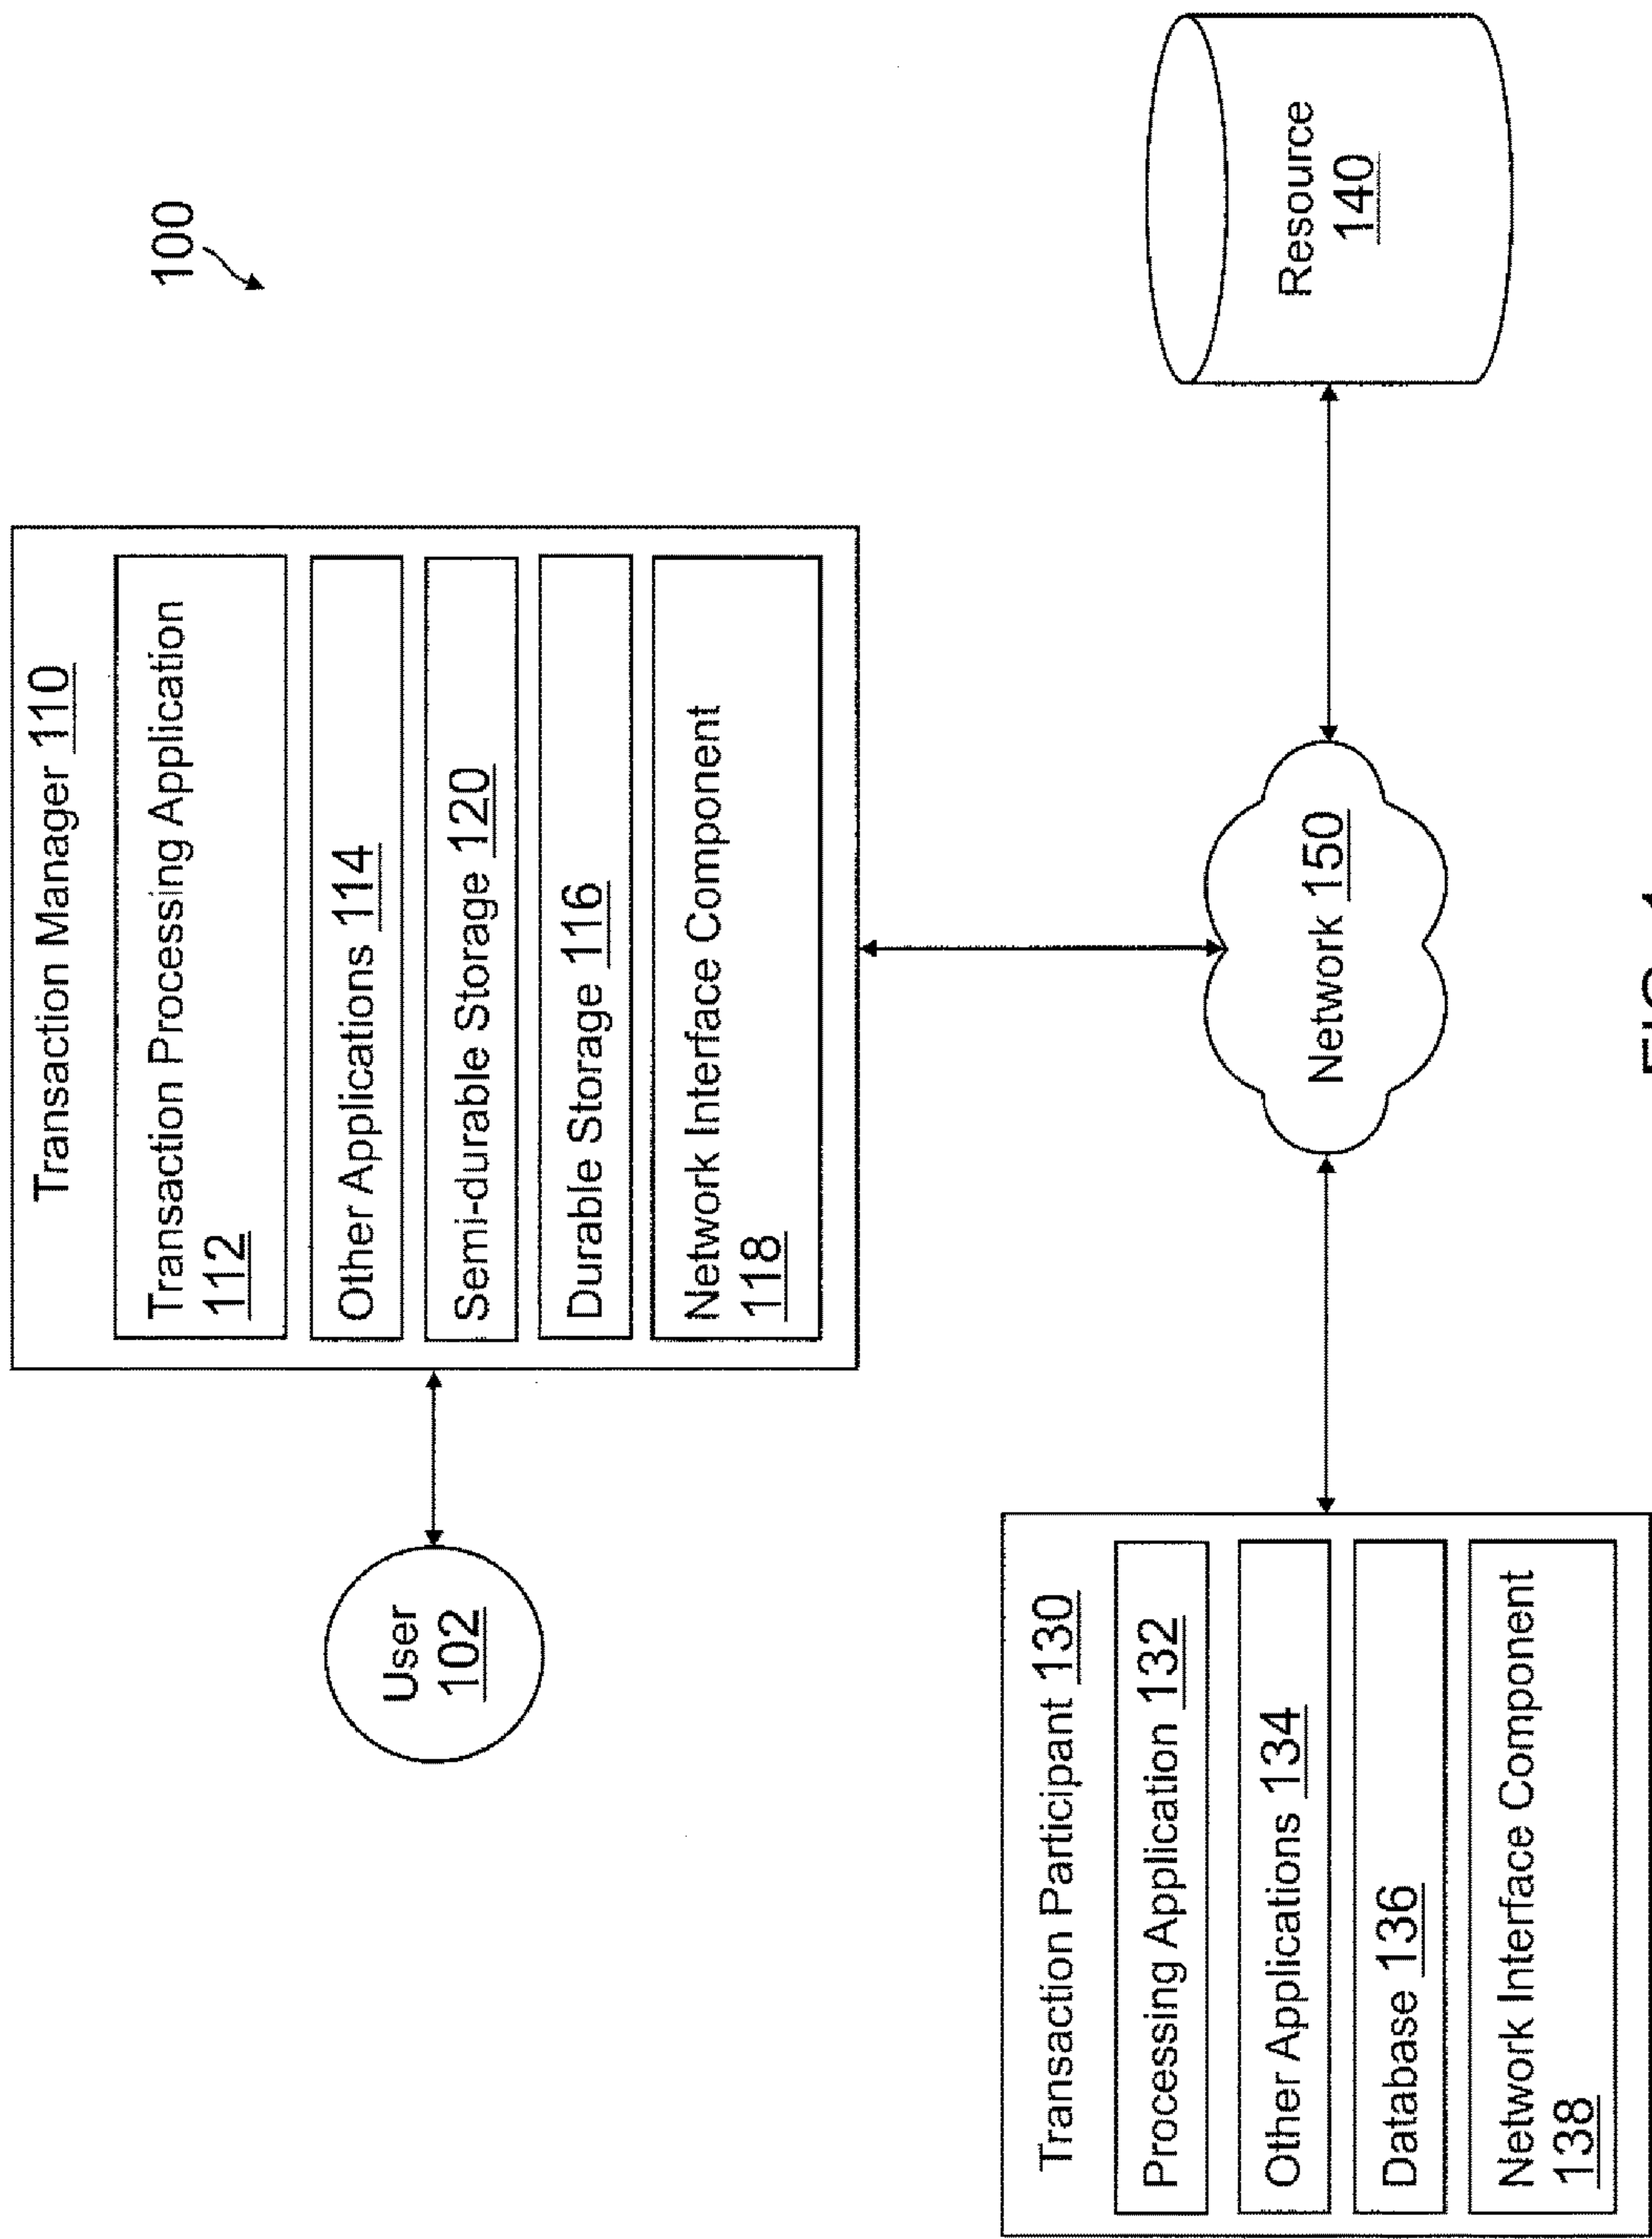 100
Transaction Manager 110
Transaction Processing Application
112
Other Applications 114
Semi-durable Storage 120
Durable Storage 116
Network Interface Component
118
User
102
Transaction Participant 130
Processing Application 132
Other Applications 134
Database 136
Network Interface Component
138
Network 150
Resource
140